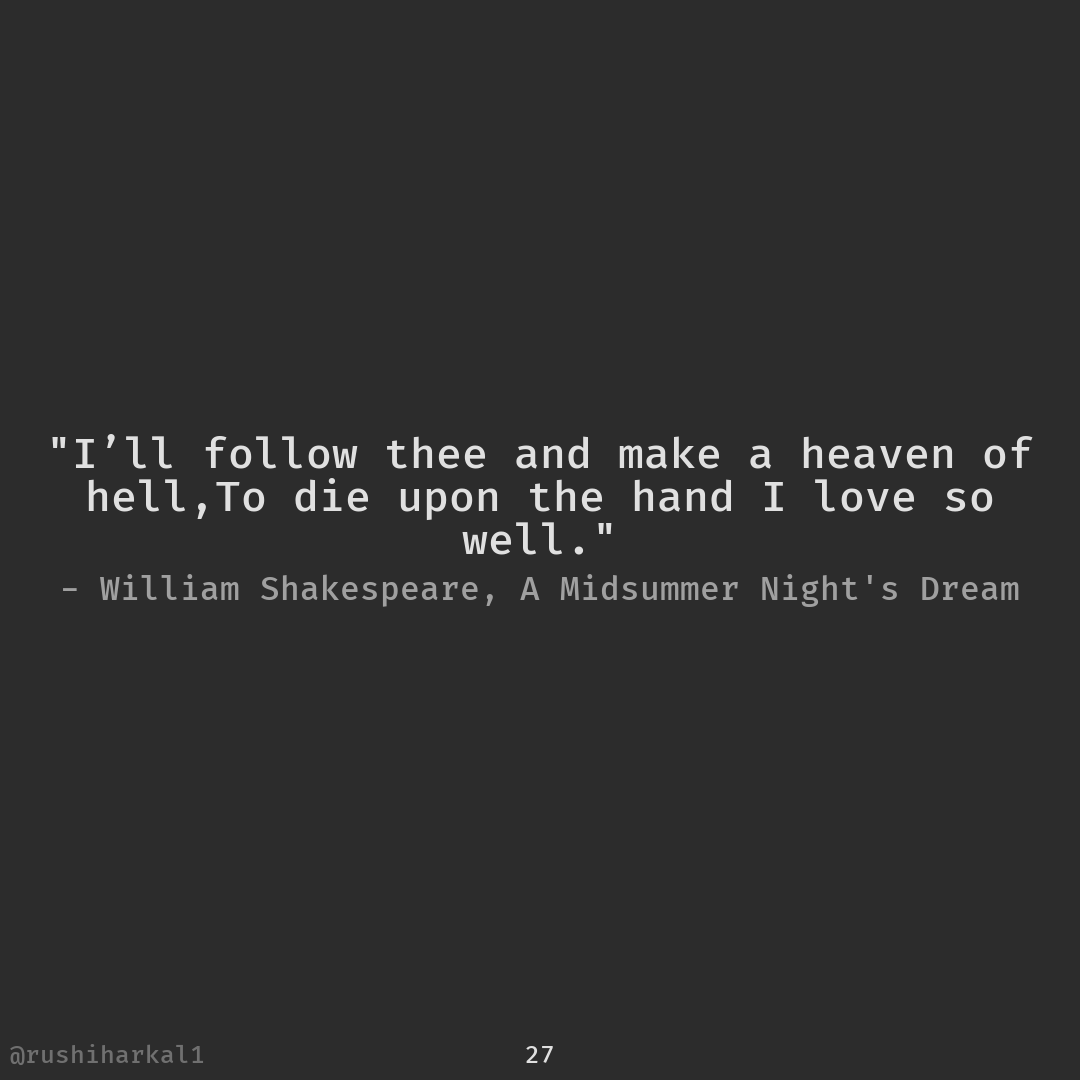 "I’ll follow thee and make a heaven of
hell,To die upon the hand I love so
well."
– William Shakespeare, A Midsummer Night's Dream
@rushiharkal1
27